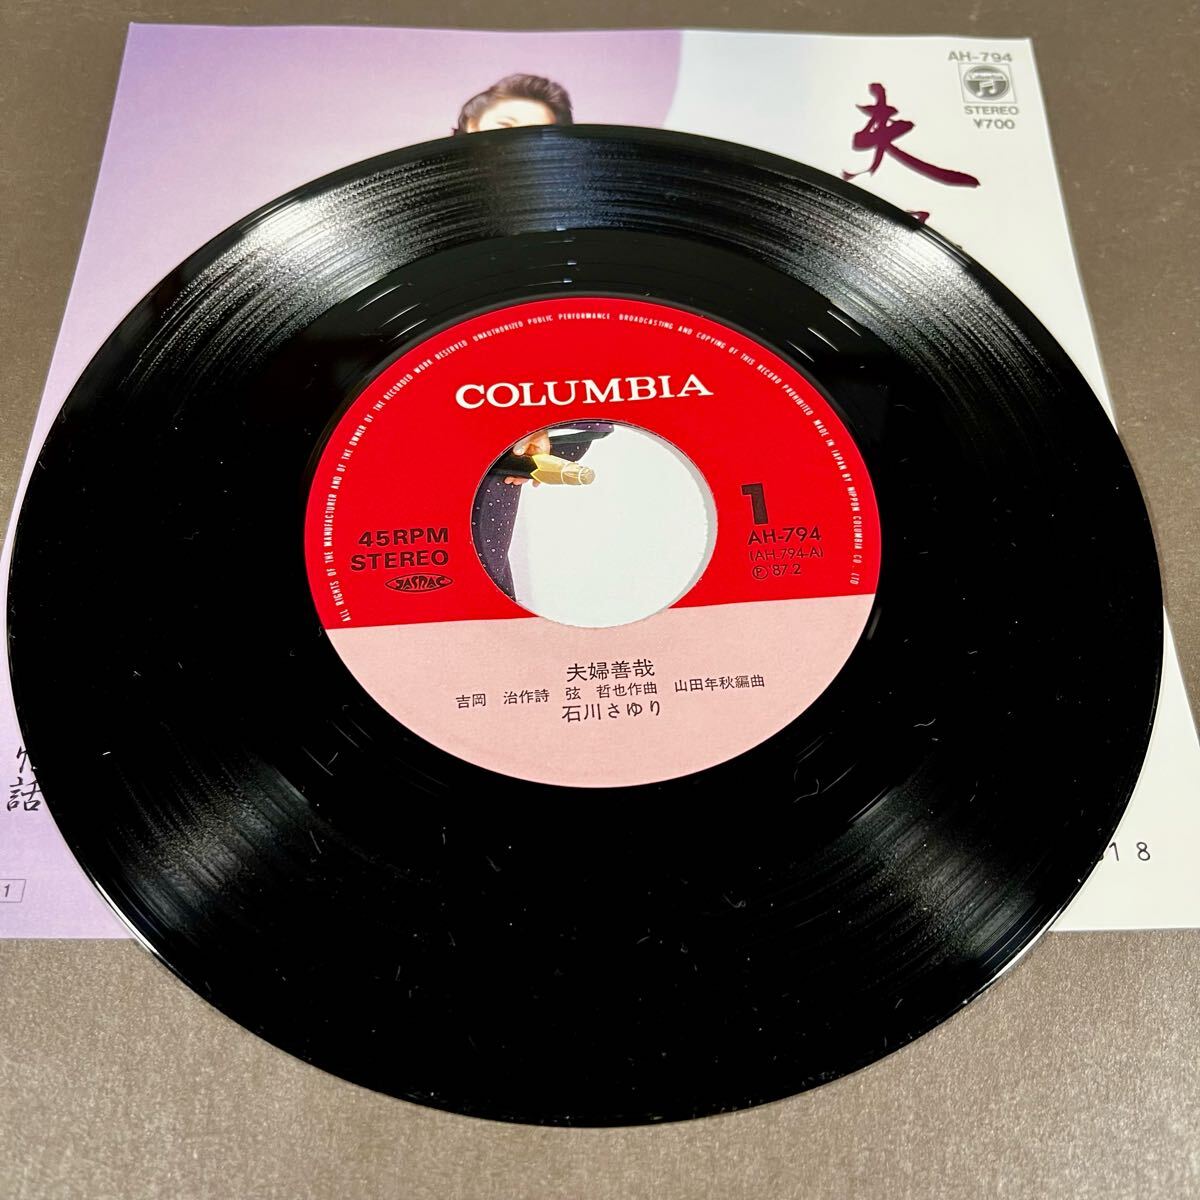 AH-794
STEREO
¥700
夫
ALL RIGHTS OF THE MANUFACTURER AND OF THE OWNER OF THE RECORDED WORK RESERVED UNAUTHORIZED PUBLIC PERFORMANCE. BROADCASTING AND COPYING OF THIS RECORD PROHIBITED MADE IN JAPAN BY NIPPON COLUMBIA CO., LTD
COLUMBIA
45RPM
STEREO
JASRAC
1
AH-794
(AH-794-A)
Ⓟ'87-2
夫婦善哉
吉岡 治作詩 弦 哲也作曲 山田年秋編曲
石川さゆり
話
1
18